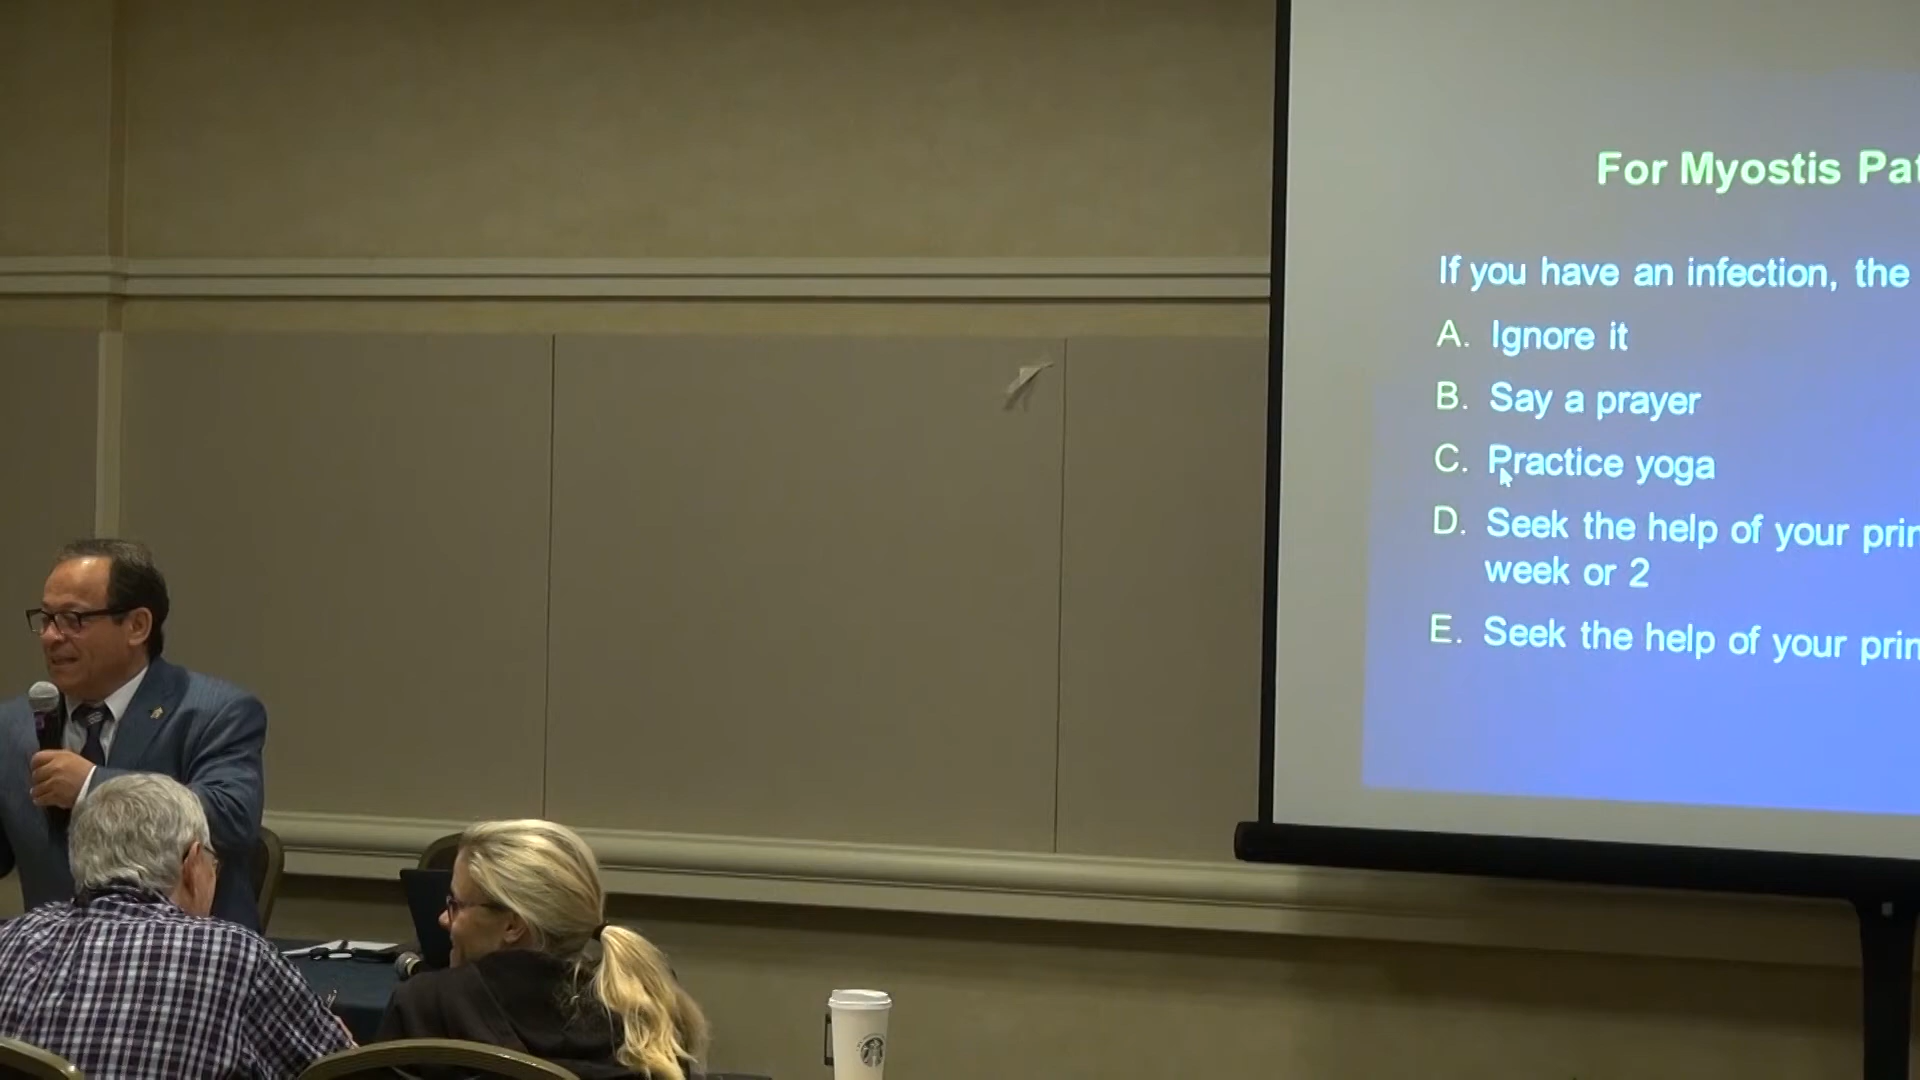 For Myostis Pat
If you have an infection, the
A. Ignore it
B. Say a prayer
C. Practice yoga
D. Seek the help of your prin
week or 2
E. Seek the help of your prin